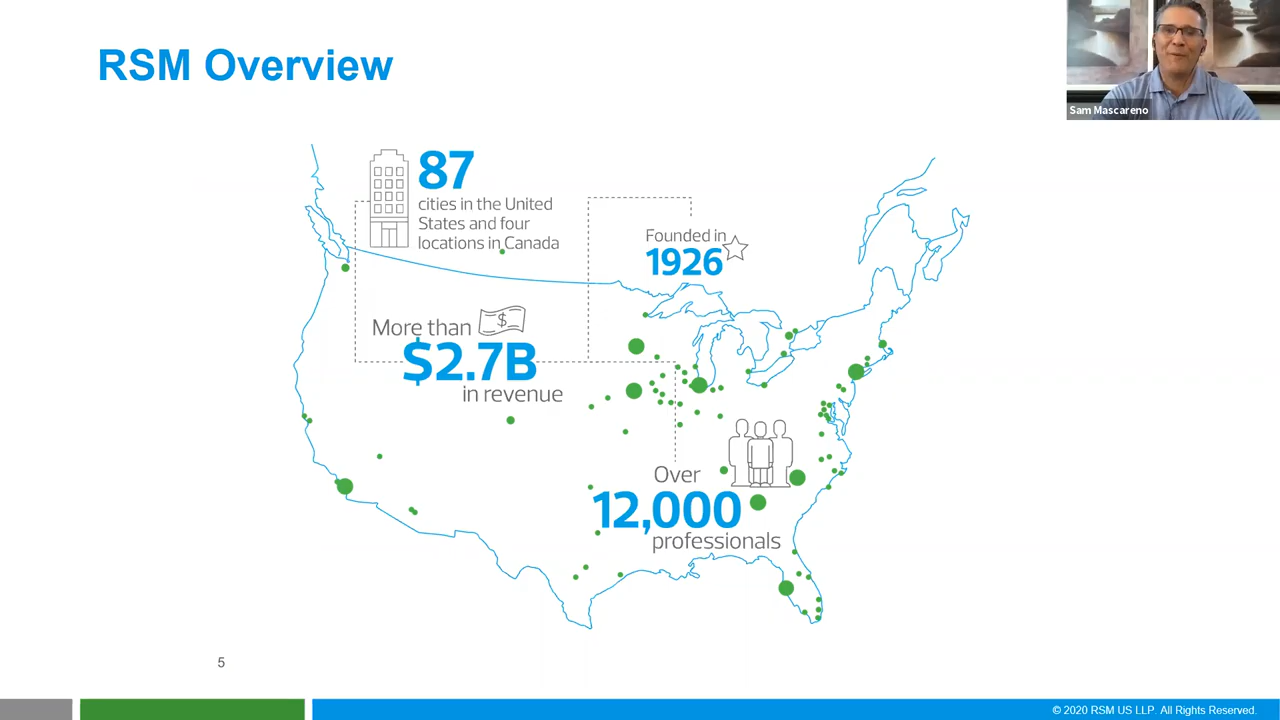 RSM Overview
Sam Mascareno
87
cities in the United
States and four
locations in Canada
Founded in
1926
More than
$
$2.7B
in revenue
Over
12,000
professionals
5
© 2020 RSM US LLP. All Rights Reserved.